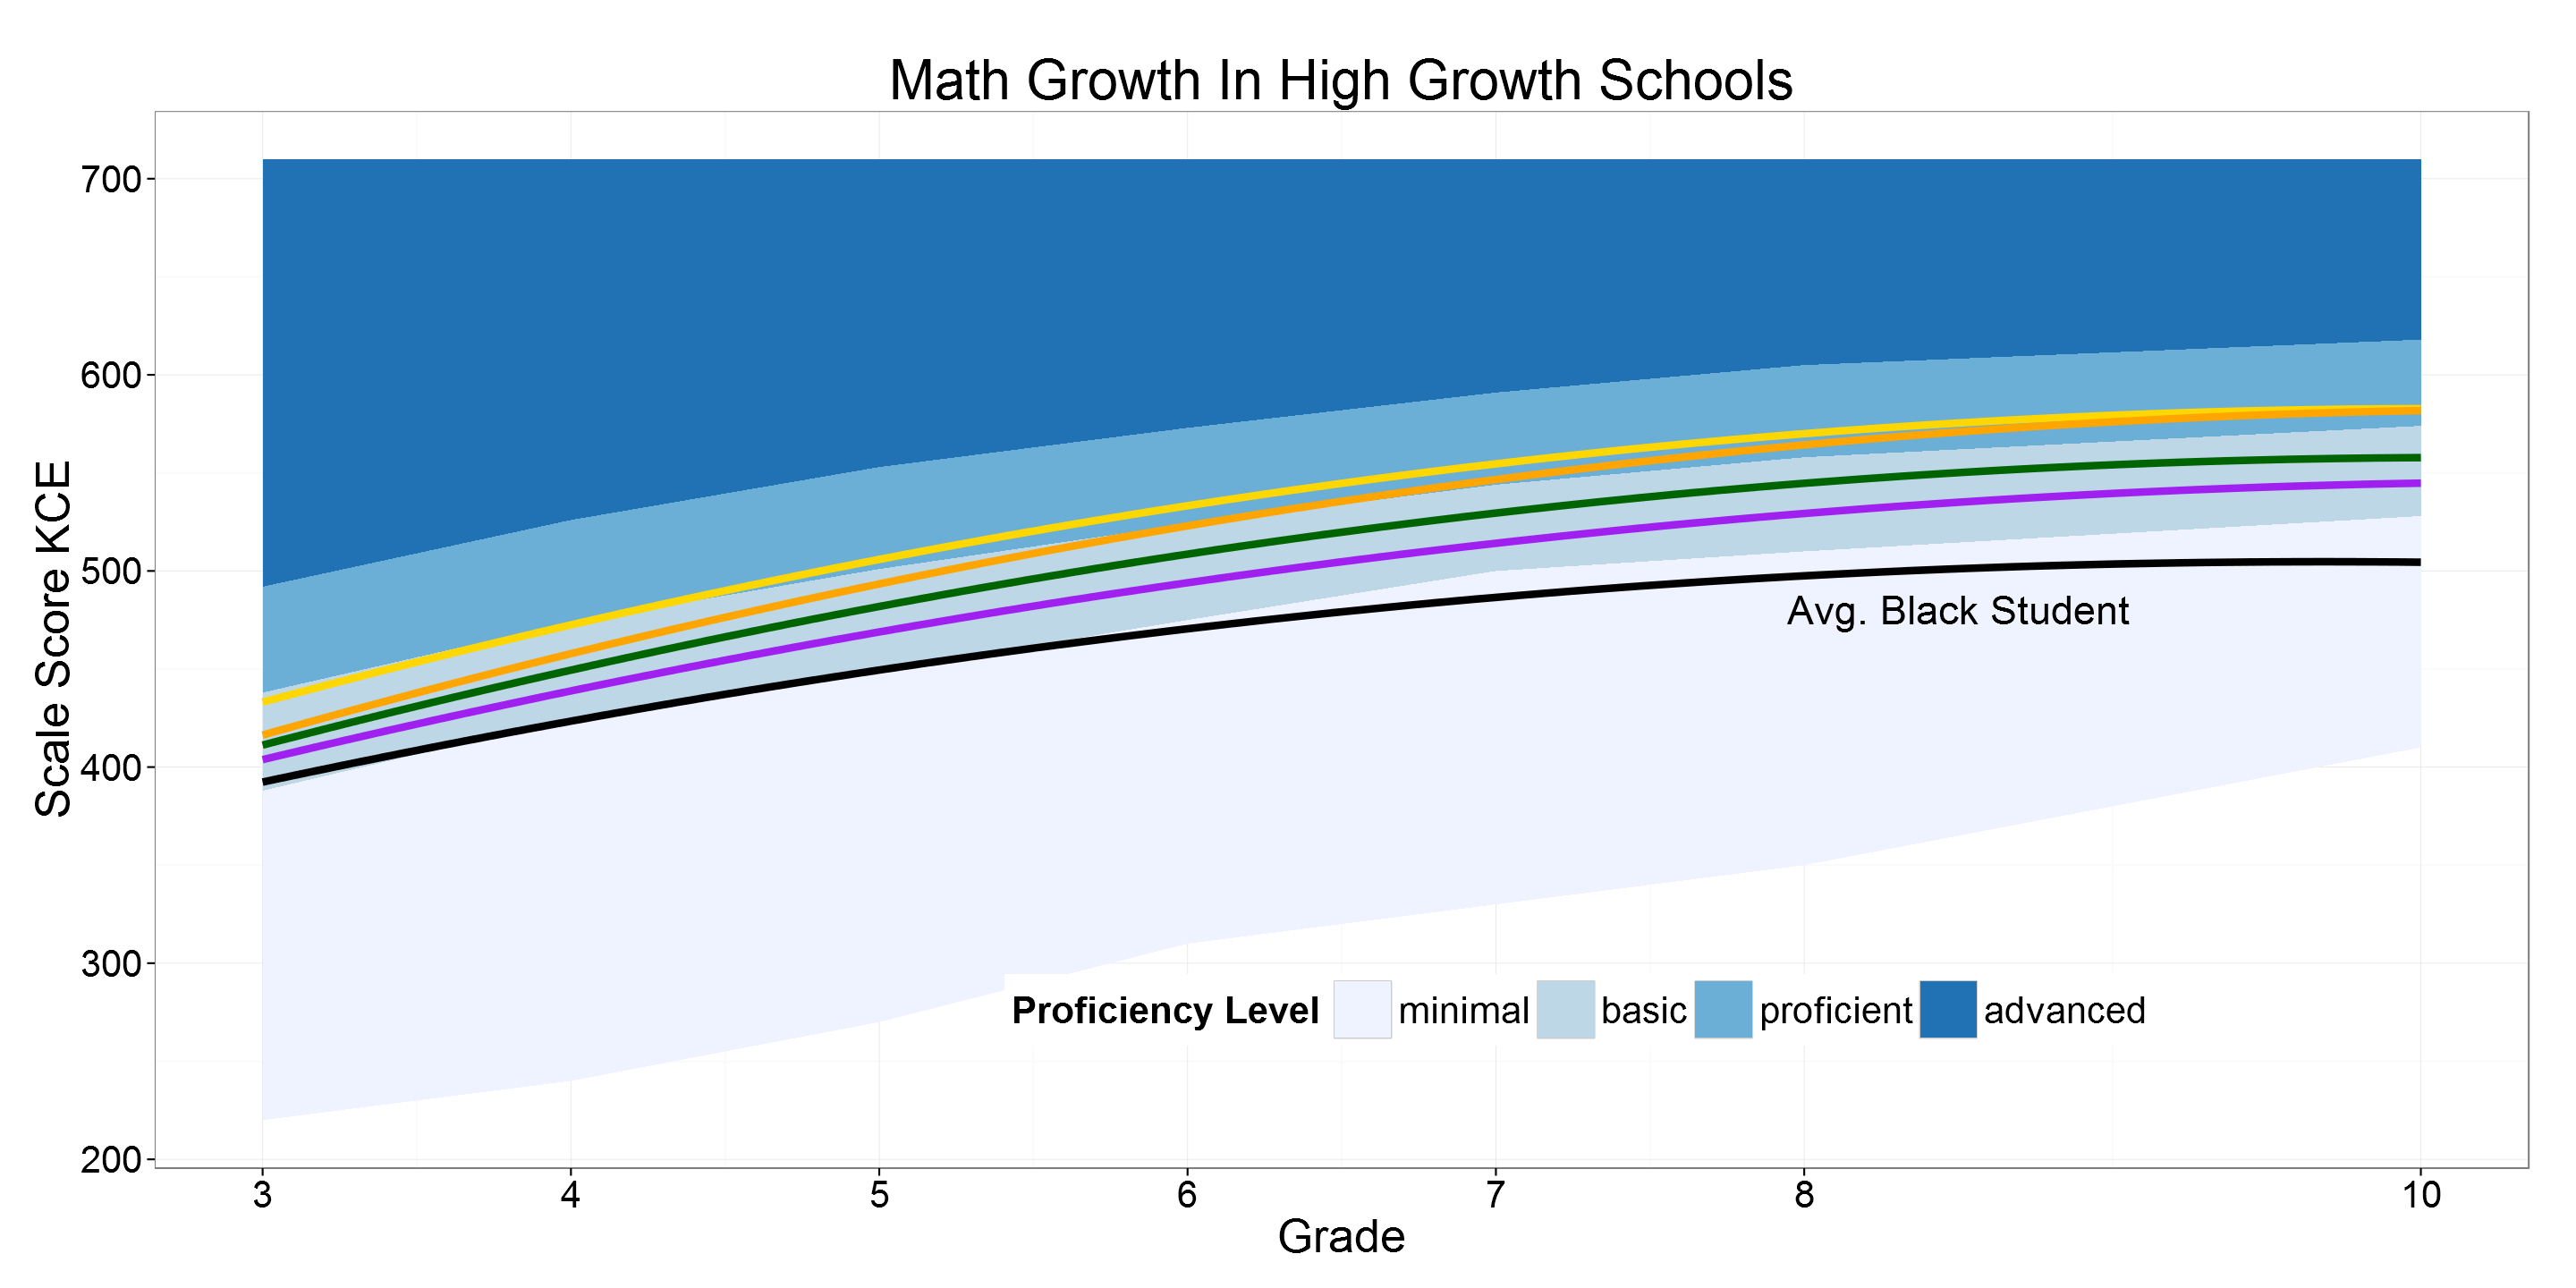 Math Growth In High Growth Schools
Scale Score KCE
700
600
500
400
300
200
Avg. Black Student
Proficiency Level minimal basic proficient advanced
3 4 5 6 7 8 10
Grade